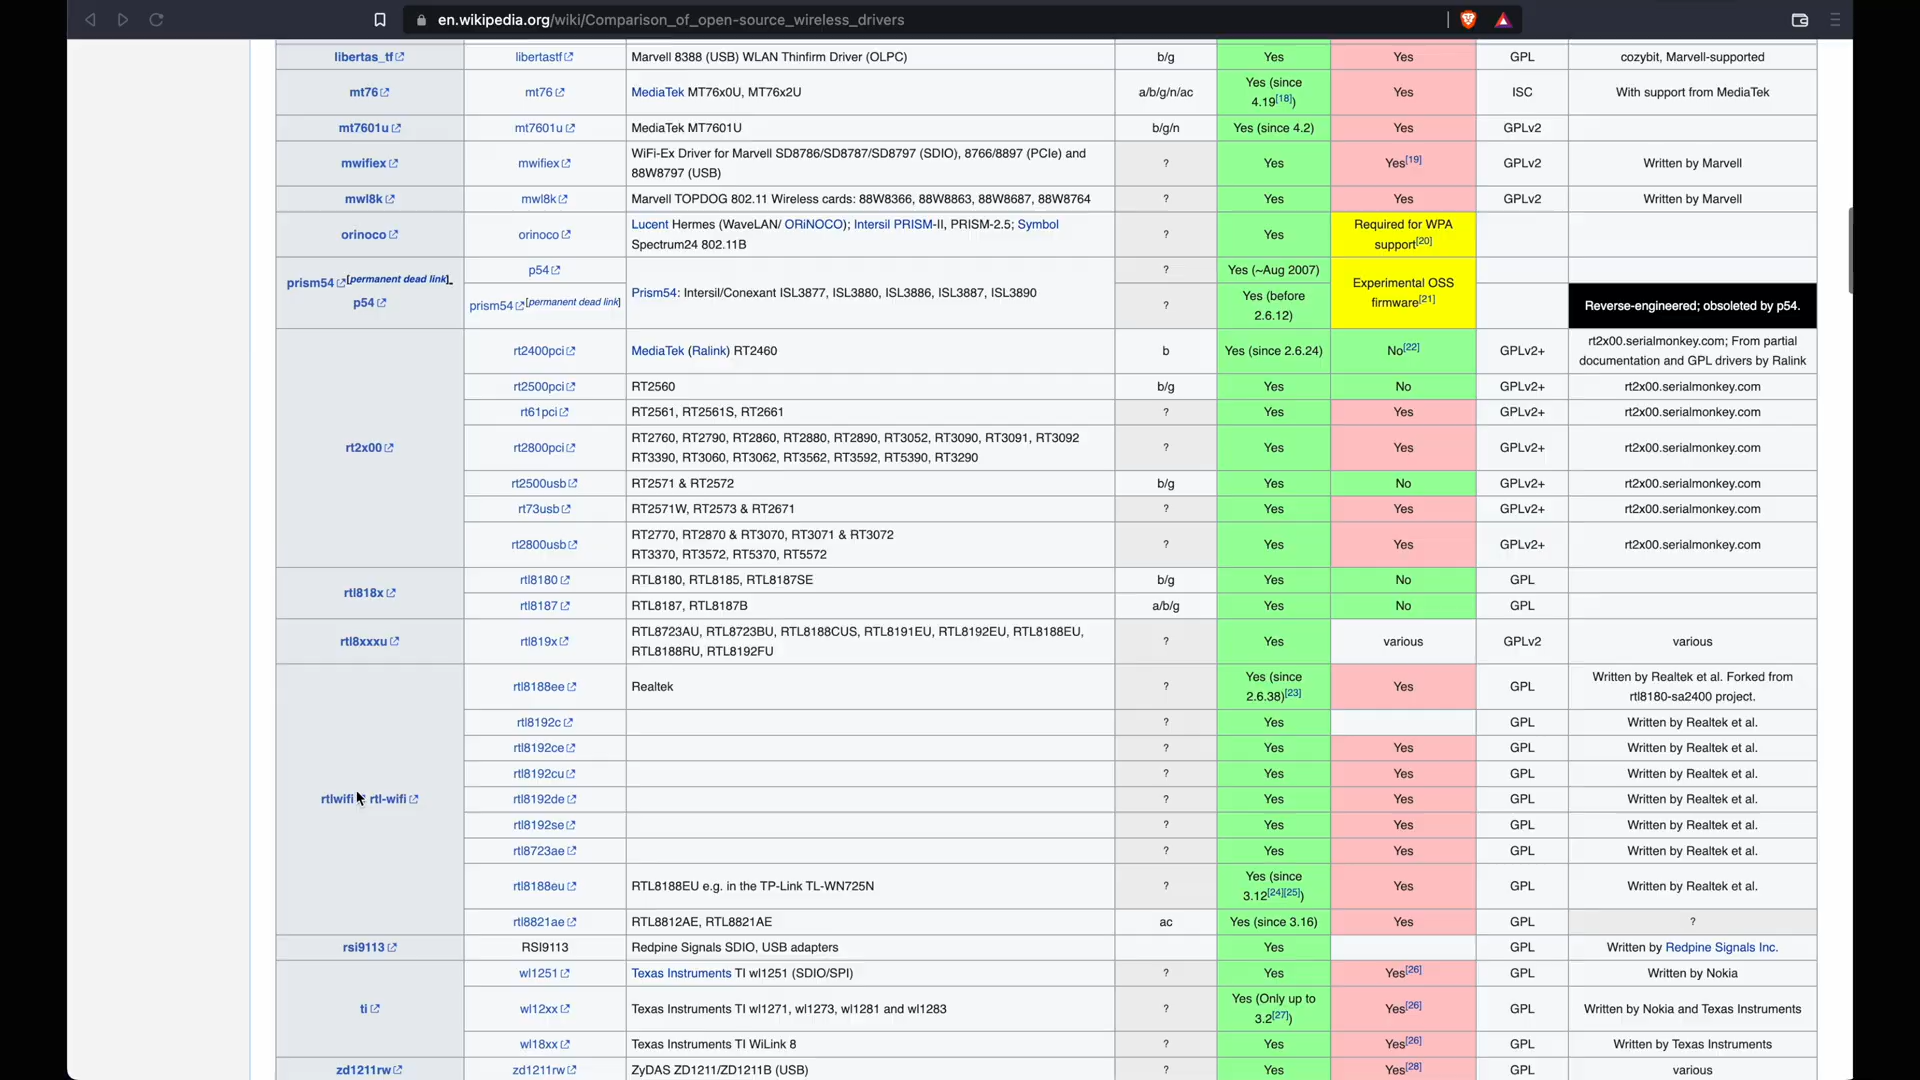 en.wikipedia.org/wiki/Comparison_of_open-source_wireless_drivers
libertas_tf libertastf Marvell 8388 (USB) WLAN Thinfirm Driver (OLPC) b/g Yes Yes GPL cozybit, Marvell-supported
mt76 mt76 MediaTek MT76x0U, MT76x2U a/b/g/n/ac Yes (since 4.19[18]) Yes ISC With support from MediaTek
mt7601u mt7601u MediaTek MT7601U b/g/n Yes (since 4.2) Yes GPLv2
mwifiex mwifiex WiFi-Ex Driver for Marvell SD8786/SD8787/SD8797 (SDIO), 8766/8897 (PCIe) and 88W8797 (USB) ? Yes Yes[19] GPLv2 Written by Marvell
mwl8k mwl8k Marvell TOPDOG 802.11 Wireless cards: 88W8366, 88W8863, 88W8687, 88W8764 ? Yes Yes GPLv2 Written by Marvell
orinoco orinoco Lucent Hermes (WaveLAN/ ORiNOCO); Intersil PRISM-II, PRISM-2.5; Symbol Spectrum24 802.11B ? Yes Required for WPA support[20]
prism54[permanent dead link] p54 p54 Prism54: Intersil/Conexant ISL3877, ISL3880, ISL3886, ISL3887, ISL3890 ? Yes (~Aug 2007) Experimental OSS firmware[21]
prism54[permanent dead link] ? Yes (before 2.6.12) Reverse-engineered; obsoleted by p54.
rt2x00 rt2400pci MediaTek (Ralink) RT2460 b Yes (since 2.6.24) No[22] GPLv2+ rt2x00.serialmonkey.com; From partial documentation and GPL drivers by Ralink
rt2500pci RT2560 b/g Yes No GPLv2+ rt2x00.serialmonkey.com
rt61pci RT2561, RT2561S, RT2661 ? Yes Yes GPLv2+ rt2x00.serialmonkey.com
rt2800pci RT2760, RT2790, RT2860, RT2880, RT2890, RT3052, RT3090, RT3091, RT3092 RT3390, RT3060, RT3062, RT3562, RT3592, RT5390, RT3290 ? Yes Yes GPLv2+ rt2x00.serialmonkey.com
rt2500usb RT2571 & RT2572 b/g Yes No GPLv2+ rt2x00.serialmonkey.com
rt73usb RT2571W, RT2573 & RT2671 ? Yes Yes GPLv2+ rt2x00.serialmonkey.com
rt2800usb RT2770, RT2870 & RT3070, RT3071 & RT3072 RT3370, RT3572, RT5370, RT5572 ? Yes Yes GPLv2+ rt2x00.serialmonkey.com
rtl818x rtl8180 RTL8180, RTL8185, RTL8187SE b/g Yes No GPL
rtl8187 RTL8187, RTL8187B a/b/g Yes No GPL
rtl8xxxu rtl819x RTL8723AU, RTL8723BU, RTL8188CUS, RTL8191EU, RTL8192EU, RTL8188EU, RTL8188RU, RTL8192FU ? Yes various GPLv2 various
rtlwifi rtl-wifi rtl8188ee Realtek ? Yes (since 2.6.38)[23] Yes GPL Written by Realtek et al. Forked from rtl8180-sa2400 project.
rtl8192c ? Yes GPL Written by Realtek et al.
rtl8192ce ? Yes Yes GPL Written by Realtek et al.
rtl8192cu ? Yes Yes GPL Written by Realtek et al.
rtl8192de ? Yes Yes GPL Written by Realtek et al.
rtl8192se ? Yes Yes GPL Written by Realtek et al.
rtl8723ae ? Yes Yes GPL Written by Realtek et al.
rtl8188eu RTL8188EU e.g. in the TP-Link TL-WN725N ? Yes (since 3.12[24][25]) Yes GPL Written by Realtek et al.
rtl8821ae RTL8812AE, RTL8821AE ac Yes (since 3.16) Yes GPL ?
rsi9113 RSI9113 Redpine Signals SDIO, USB adapters Yes GPL Written by Redpine Signals Inc.
ti wl1251 Texas Instruments TI wl1251 (SDIO/SPI) ? Yes Yes[26] GPL Written by Nokia
wl12xx Texas Instruments TI wl1271, wl1273, wl1281 and wl1283 ? Yes (Only up to 3.2[27]) Yes[26] GPL Written by Nokia and Texas Instruments
wl18xx Texas Instruments TI WiLink 8 ? Yes Yes[26] GPL Written by Texas Instruments
zd1211rw zd1211rw ZyDAS ZD1211/ZD1211B (USB) ? Yes Yes[28] GPL various